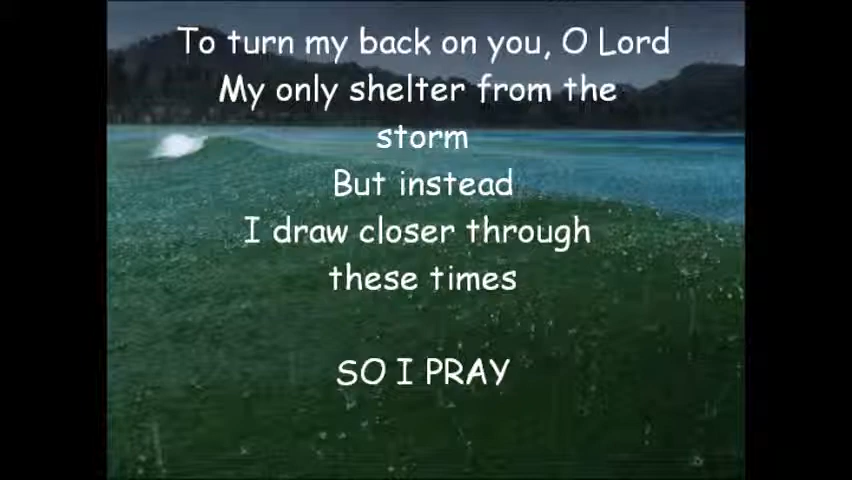 To turn my back on you, O Lord
My only shelter from the
storm
But instead
I draw closer through
these times
SO I PRAY